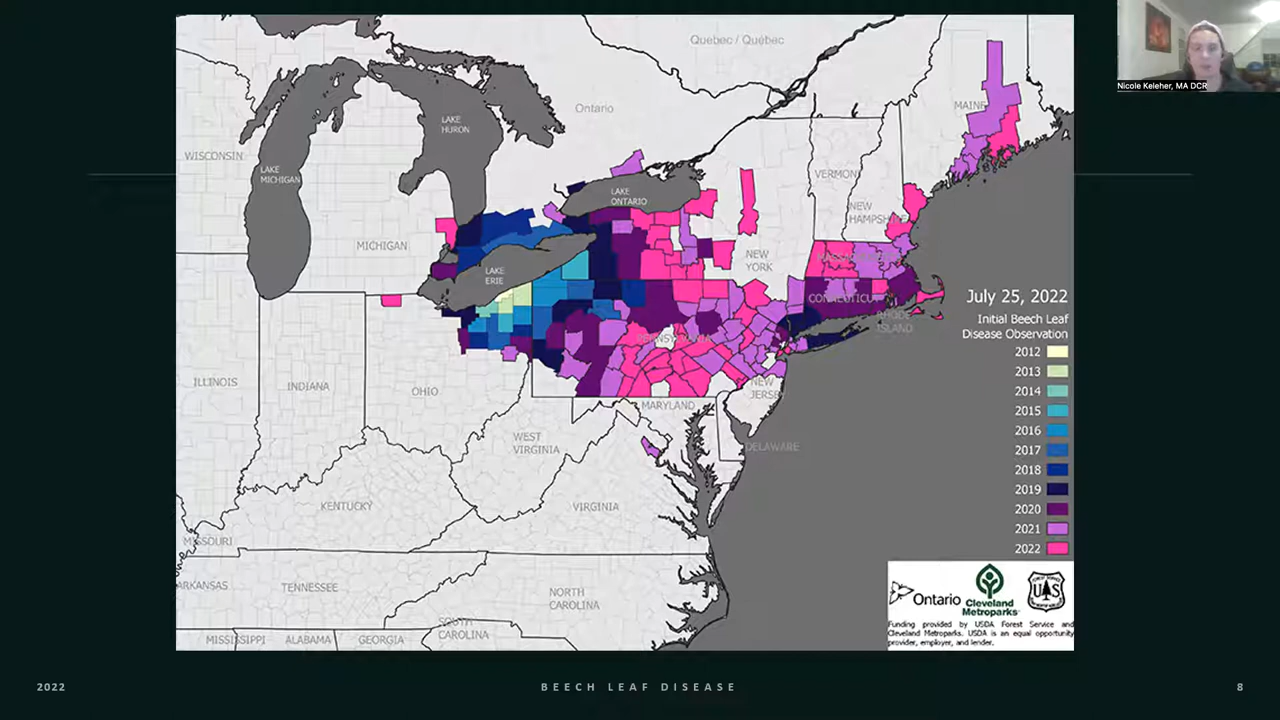 Nicole Keleher, MA DCR
Quebec / Québec
Ontario
MAINE
LAKE
HURON
WISCONSIN
LAKE
MICHIGAN
VERMONT
LAKE
ONTARIO
NEW
HAMPSHIRE
MICHIGAN
NEW
YORK
MASSACHUSETTS
LAKE
ERIE
CONNECTICUT
RHODE
ISLAND
PENNSYLVANIA
ILLINOIS
INDIANA
OHIO
NEW
JERSEY
MARYLAND
WEST
VIRGINIA
DELAWARE
KENTUCKY
VIRGINIA
MISSOURI
ARKANSAS
TENNESSEE
NORTH
CAROLINA
SOUTH
CAROLINA
MISSISSIPPI
ALABAMA
GEORGIA
July 25, 2022
Initial Beech Leaf
Disease Observation
2012
2013
2014
2015
2016
2017
2018
2019
2020
2021
2022
Ontario
Cleveland
Metroparks
UAS
Funding provided by USDA Forest Service and
Cleveland Metroparks. USDA is an equal opportunity
provider, employer, and lender.
2022
BEECH LEAF DISEASE
8